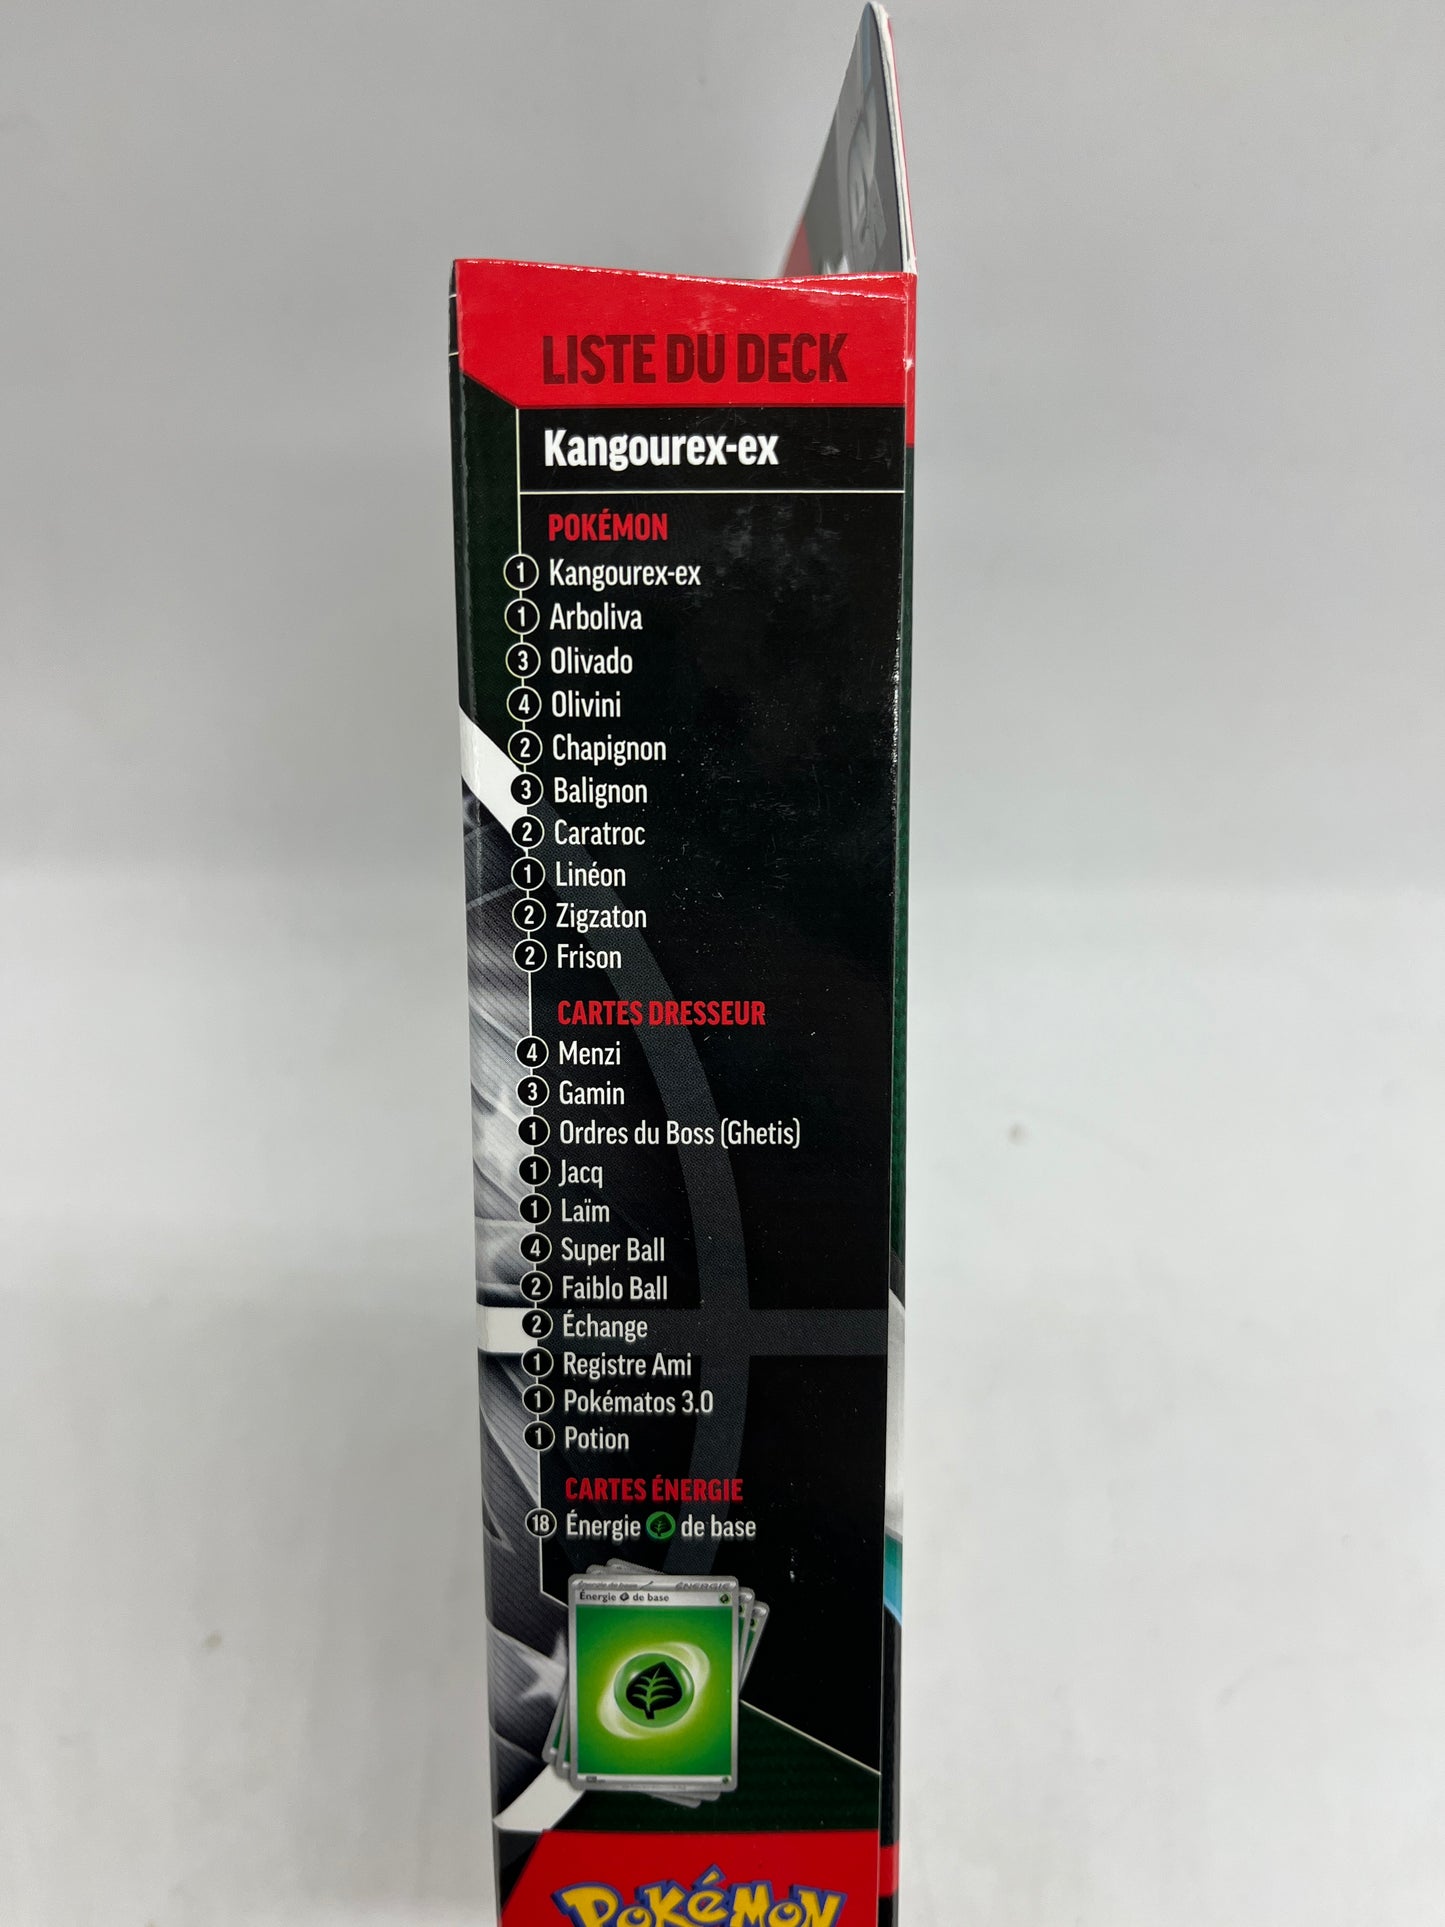 LISTE DU DECK
Kangourex-ex
POKÉMON
1 Kangourex-ex
1 Arboliva
3 Olivado
4 Olivini
2 Chapignon
3 Balignon
2 Caratroc
1 Linéon
2 Zigzaton
2 Frison
CARTES DRESSEUR
4 Menzi
3 Gamin
1 Ordres du Boss (Ghetis)
1 Jacq
1 Laïm
4 Super Ball
2 Faiblo Ball
2 Échange
1 Registre Ami
1 Pokématos 3.0
1 Potion
CARTES ÉNERGIE
18 Énergie de base
Énergie de base ÉNERGIE
Énergie de base
POKÉMON